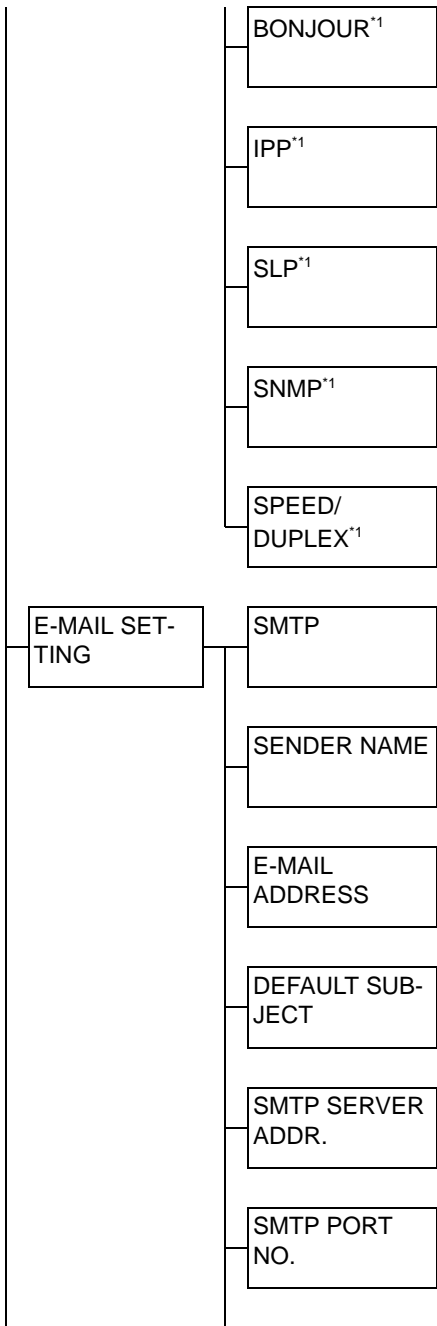 BONJOUR*1
IPP*1
SLP*1
SNMP*1
SPEED/
DUPLEX*1
E-MAIL SET-
TING
SMTP
SENDER NAME
E-MAIL
ADDRESS
DEFAULT SUB-
JECT
SMTP SERVER
ADDR.
SMTP PORT
NO.